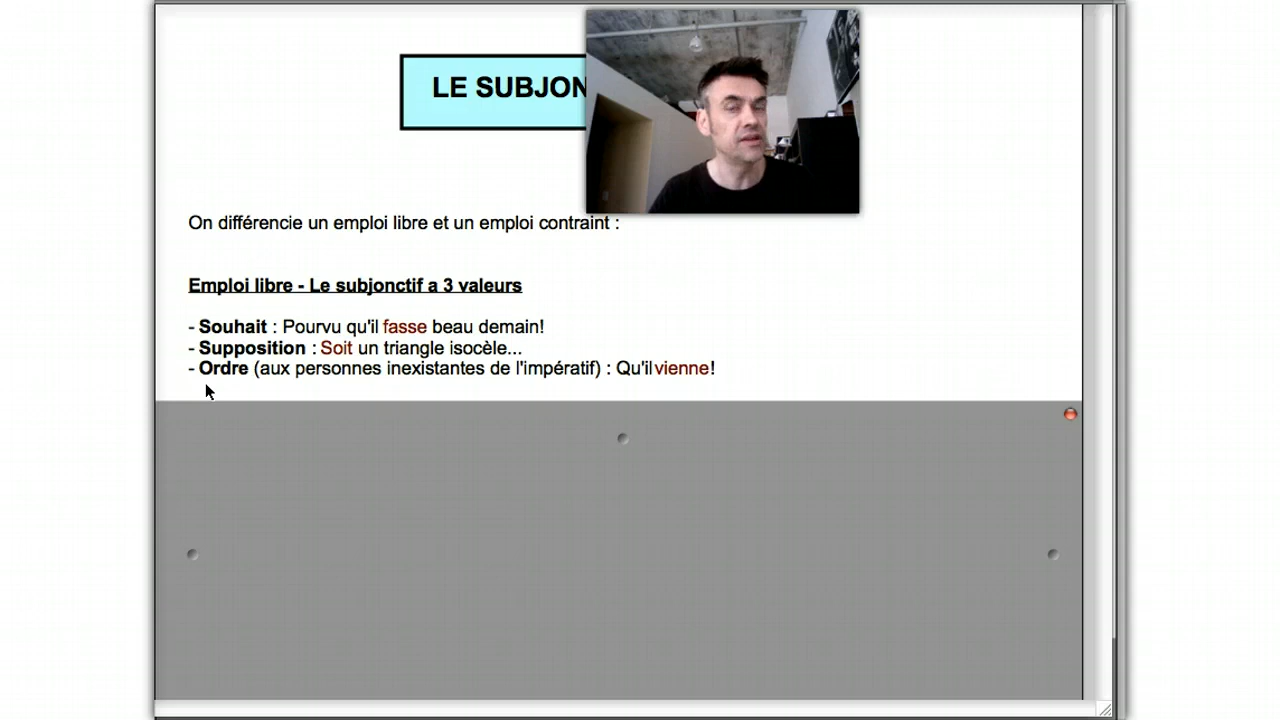 LE SUBJON
On différencie un emploi libre et un emploi contraint :
Emploi libre - Le subjonctif a 3 valeurs
- Souhait : Pourvu qu'il fasse beau demain!
- Supposition : Soit un triangle isocèle...
- Ordre (aux personnes inexistantes de l'impératif) : Qu'il vienne!